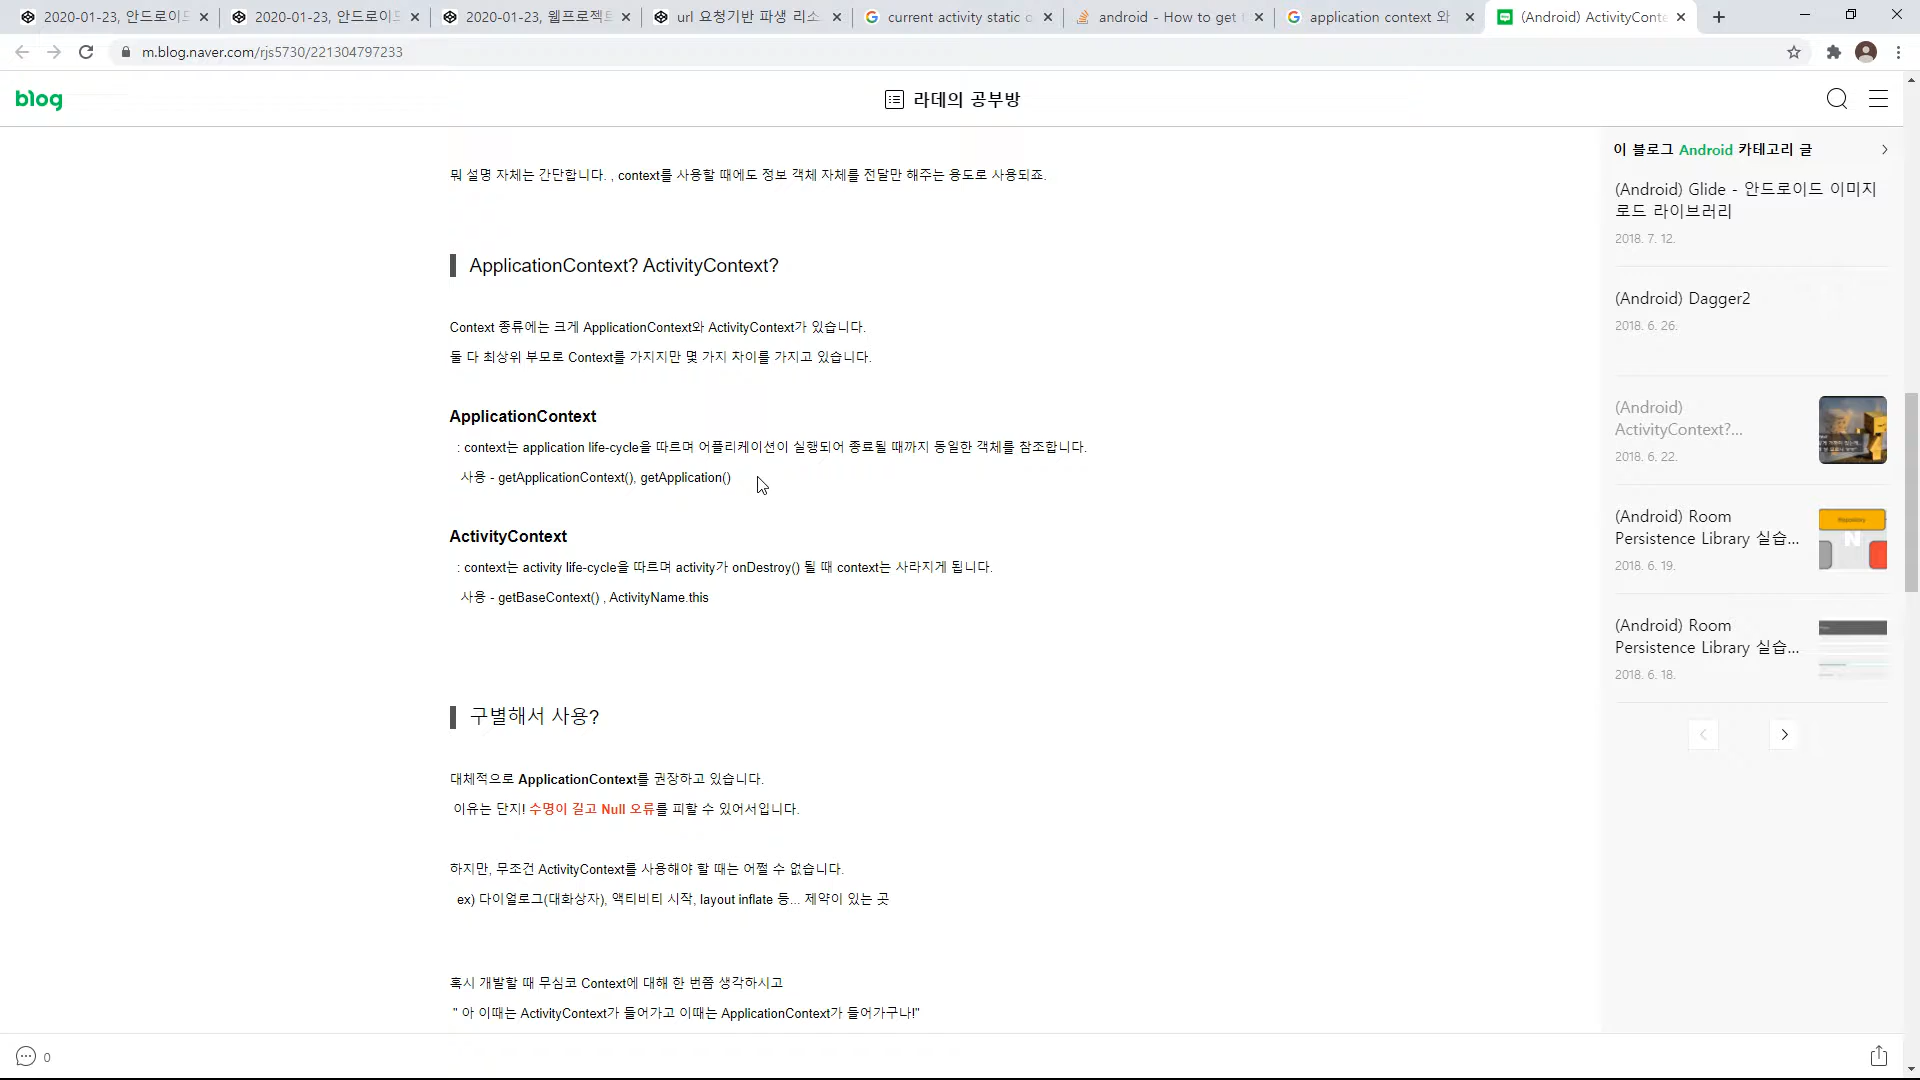 2020-01-23, 안드로이드
2020-01-23, 안드로이드
2020-01-23, 웹프로젝트
url 요청기반 파생 리소
current activity static c
android - How to get
application context 와
(Android) ActivityConte
m.blog.naver.com/rjs5730/221304797233
blog
라데의 공부방
뭐 설명 자체는 간단합니다. , context를 사용할 때에도 정보 객체 자체를 전달만 해주는 용도로 사용되죠.
ApplicationContext? ActivityContext?
Context 종류에는 크게 ApplicationContext와 ActivityContext가 있습니다.
둘 다 최상위 부모로 Context를 가지지만 몇 가지 차이를 가지고 있습니다.
ApplicationContext
: context는 application life-cycle을 따르며 어플리케이션이 실행되어 종료될 때까지 동일한 객체를 참조합니다.
사용 - getApplicationContext(), getApplication()
ActivityContext
: context는 activity life-cycle을 따르며 activity가 onDestroy() 될 때 context는 사라지게 됩니다.
사용 - getBaseContext() , ActivityName.this
구별해서 사용?
대체적으로 ApplicationContext를 권장하고 있습니다.
이유는 단지! 수명이 길고 Null 오류를 피할 수 있어서입니다.
하지만, 무조건 ActivityContext를 사용해야 할 때는 어쩔 수 없습니다.
ex) 다이얼로그(대화상자), 액티비티 시작, layout inflate 등... 제약이 있는 곳
혹시 개발할 때 무심코 Context에 대해 한 번쯤 생각하시고
" 아 이때는 ActivityContext가 들어가고 이때는 ApplicationContext가 들어가구나!"
이 블로그 Android 카테고리 글
(Android) Glide - 안드로이드 이미지
로드 라이브러리
2018. 7. 12.
(Android) Dagger2
2018. 6. 26.
(Android)
ActivityContext?...
2018. 6. 22.
(Android) Room
Persistence Library 실습...
2018. 6. 19.
N
(Android) Room
Persistence Library 실습...
2018. 6. 18.
0